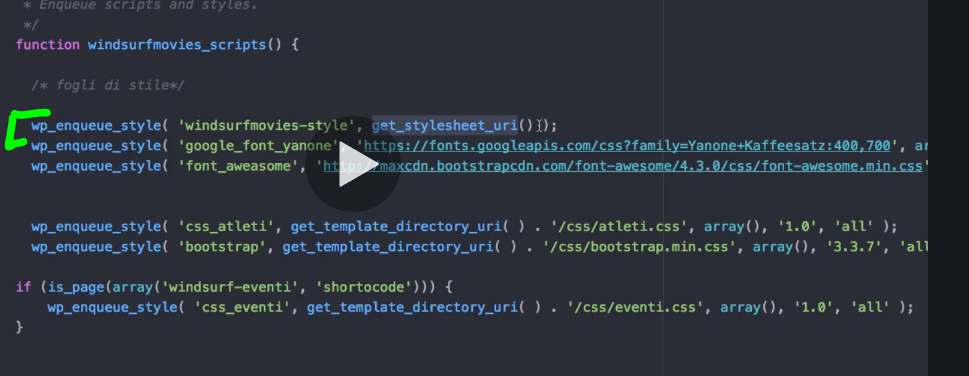 * Enqueue scripts and styles.
*/
function windsurfmovies_scripts() {
/* fogli di stile*/
wp_enqueue_style( 'windsurfmovies-style', get_stylesheet_uri());
wp_enqueue_style( 'google_font_yanone', 'https://fonts.googleapis.com/css?family=Yanone+Kaffeesatz:400,700', ar
wp_enqueue_style( 'font_aweasome', 'http://maxcdn.bootstrapcdn.com/font-awesome/4.3.0/css/font-awesome.min.css'
wp_enqueue_style( 'css_atleti', get_template_directory_uri( ) . '/css/atleti.css', array(), '1.0', 'all' );
wp_enqueue_style( 'bootstrap', get_template_directory_uri( ) . '/css/bootstrap.min.css', array(), '3.3.7', 'all
if (is_page(array('windsurf-eventi', 'shortocode'))) {
wp_enqueue_style( 'css_eventi', get_template_directory_uri( ) . '/css/eventi.css', array(), '1.0', 'all' );
}